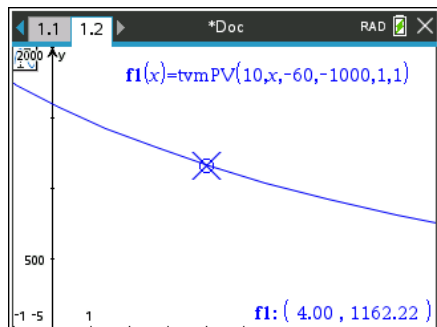 1.1 1.2 *Doc RAD
2000 y
f1(x)=tvmPV(10,x,-60,-1000,1,1)
500
-1 -5 1 f1: ( 4.00 , 1162.22 )